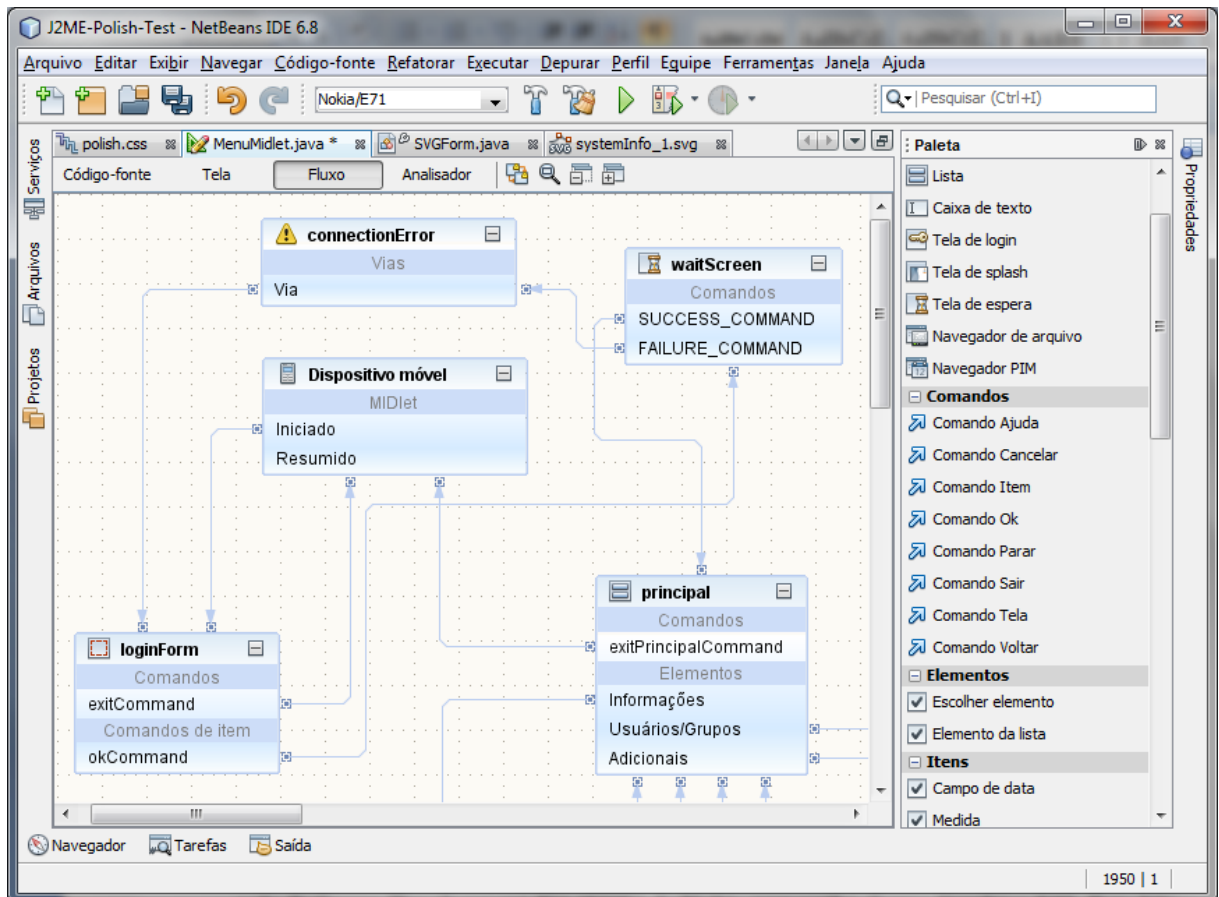 J2ME-Polish-Test - NetBeans IDE 6.8
Arquivo Editar Exibir Navegar Código-fonte Refatorar Executar Depurar Perfil Equipe Ferramentas Janela Ajuda
Nokia/E71
Pesquisar (Ctrl+I)
Serviços
Arquivos
Projetos
polish.css
MenuMidlet.java *
SVGForm.java
systemInfo_1.svg
Código-fonte
Tela
Fluxo
Analisador
connectionError
Vias
Via
waitScreen
Comandos
SUCCESS_COMMAND
FAILURE_COMMAND
Dispositivo móvel
MIDlet
Iniciado
Resumido
principal
Comandos
exitPrincipalCommand
Elementos
Informações
Usuários/Grupos
Adicionais
loginForm
Comandos
exitCommand
Comandos de item
okCommand
Paleta
Lista
Caixa de texto
Tela de login
Tela de splash
Tela de espera
Navegador de arquivo
Navegador PIM
Comandos
Comando Ajuda
Comando Cancelar
Comando Item
Comando Ok
Comando Parar
Comando Sair
Comando Tela
Comando Voltar
Elementos
Escolher elemento
Elemento da lista
Itens
Campo de data
Medida
Propriedades
Navegador
Tarefas
Saída
1950 | 1